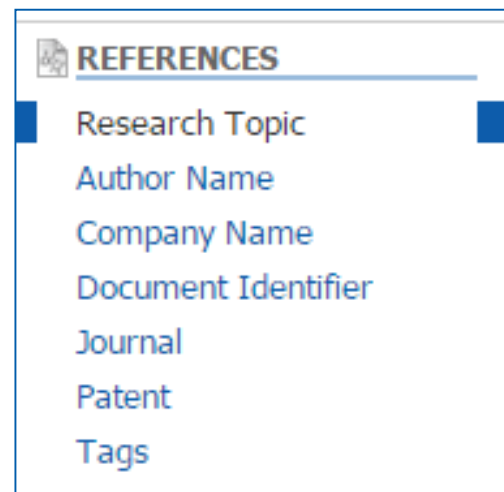 REFERENCES
Research Topic
Author Name
Company Name
Document Identifier
Journal
Patent
Tags